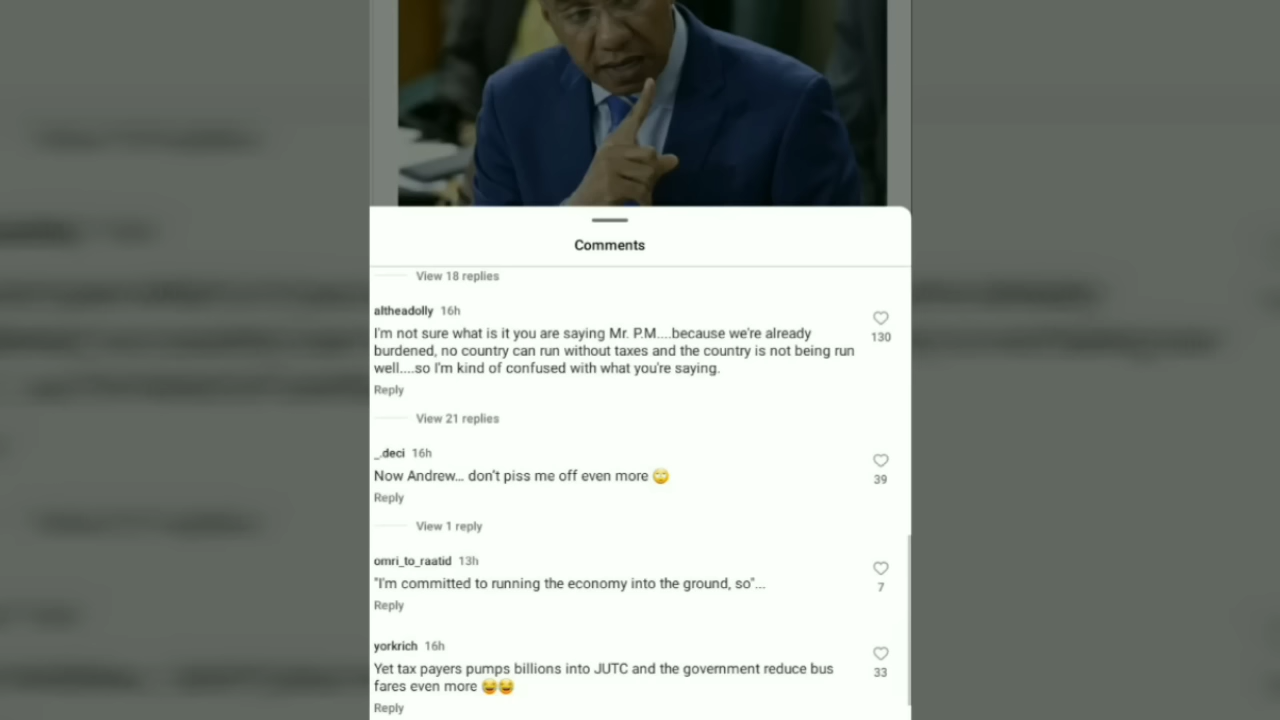 Comments
View 18 replies
altheadolly 16h
I'm not sure what is it you are saying Mr. P.M....because we're already
130
burdened, no country can run without taxes and the country is not being run
well....so I'm kind of confused with what you're saying.
Reply
View 21 replies
_.deci 16h
Now Andrew... don't piss me off even more 🙄
39
Reply
View 1 reply
omri_to_raatid 13h
"I'm committed to running the economy into the ground, so"...
7
Reply
yorkrich 16h
Yet tax payers pumps billions into JUTC and the government reduce bus
33
fares even more 😂😂
Reply